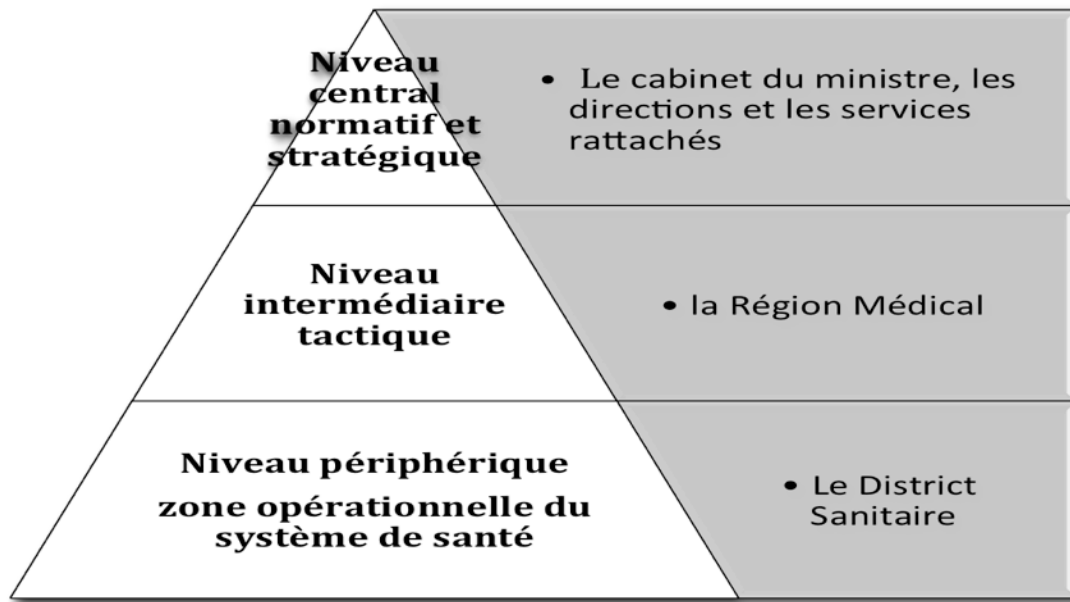 Niveau
central
normatif et
stratégique
• Le cabinet du ministre, les
directions et les services
rattachés
Niveau
intermédiaire
tactique
• la Région Médical
Niveau périphérique
zone opérationnelle du
système de santé
• Le District
Sanitaire